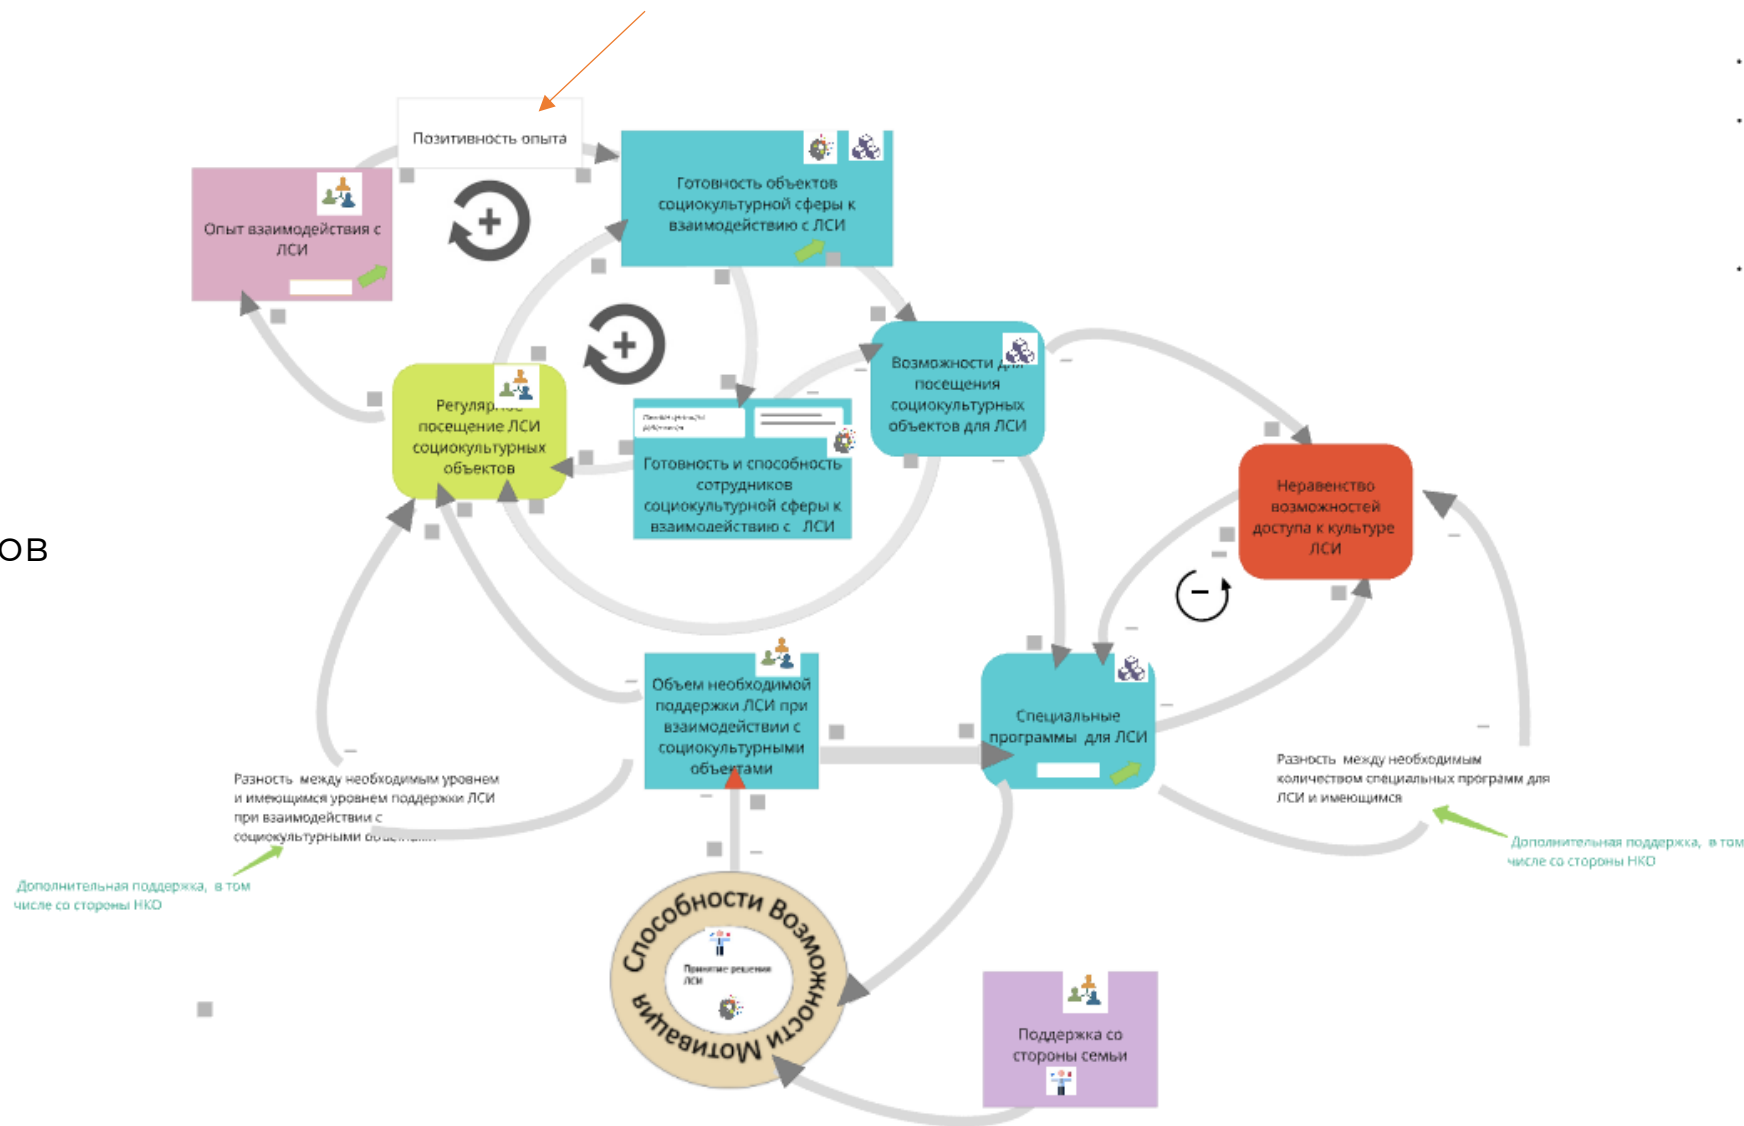 Позитивность опыта
Готовность объектов
социокультурной сферы к
взаимодействию с ЛСИ
Опыт взаимодействия с
ЛСИ
+
+
Возможности для
посещения
социокультурных
объектов для ЛСИ
Регулярное
посещение ЛСИ
социокультурных
объектов
Готовность и способность
сотрудников
социокультурной сферы к
взаимодействию с ЛСИ
Неравенство
возможностей
доступа к культуре
ЛСИ
ов
−
Объем необходимой
поддержки ЛСИ при
взаимодействии с
социокультурными
объектами
Специальные
программы для ЛСИ
Разность между необходимым уровнем
и имеющимся уровнем поддержки ЛСИ
при взаимодействии с
социокультурными
Разность между необходимым
количеством специальных программ для
ЛСИ и имеющимся
Дополнительная поддержка, в том
числе со стороны НКО
Дополнительная поддержка, в том
числе со стороны НКО
Способности Возможности Мотивация
Принятие решения
ЛСИ
Поддержка со
стороны семьи